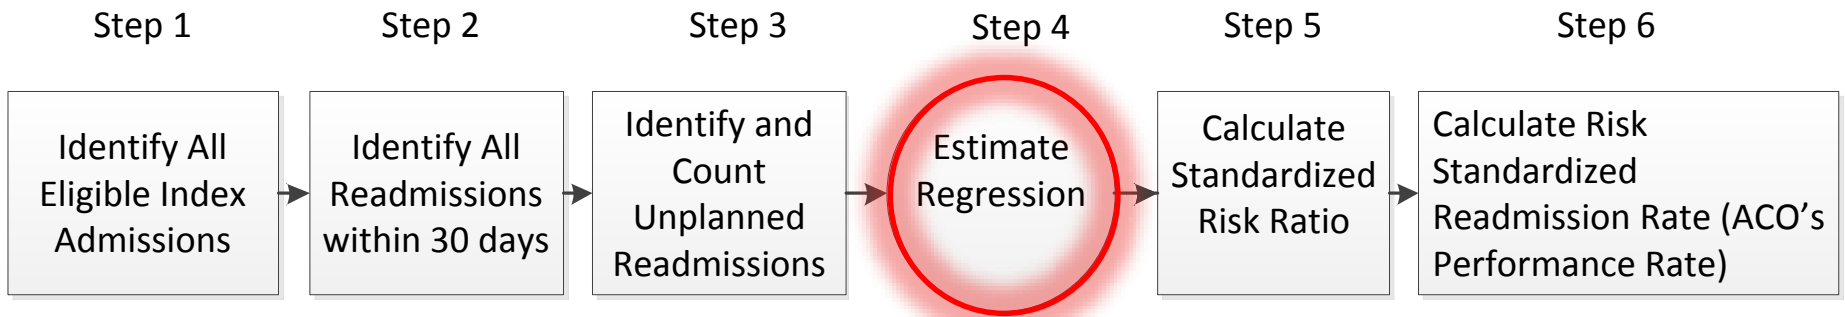 Step 1
Step 2
Step 3
Step 4
Step 5
Step 6
Identify All
Eligible Index
Admissions
Identify All
Readmissions
within 30 days
Identify and
Count
Unplanned
Readmissions
Estimate
Regression
Calculate
Standardized
Risk Ratio
Calculate Risk
Standardized
Readmission Rate (ACO’s
Performance Rate)